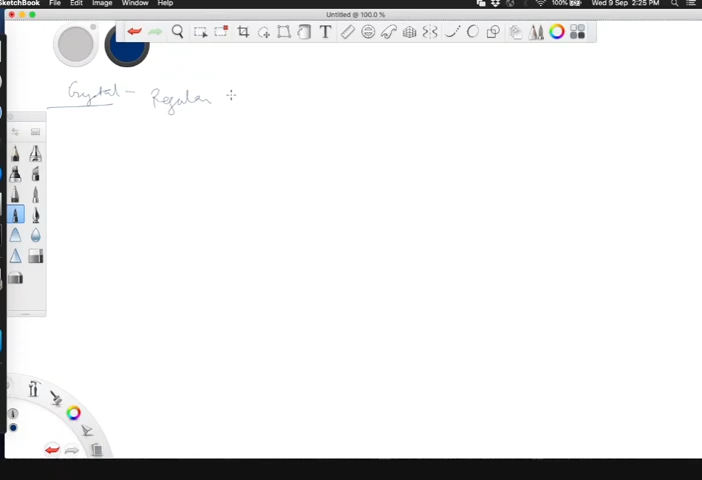 SketchBook File Edit Image Window Help 100% Wed 9 Sep 2:25 PM
Untitled @ 100.0 %
T
Crystal - Regular